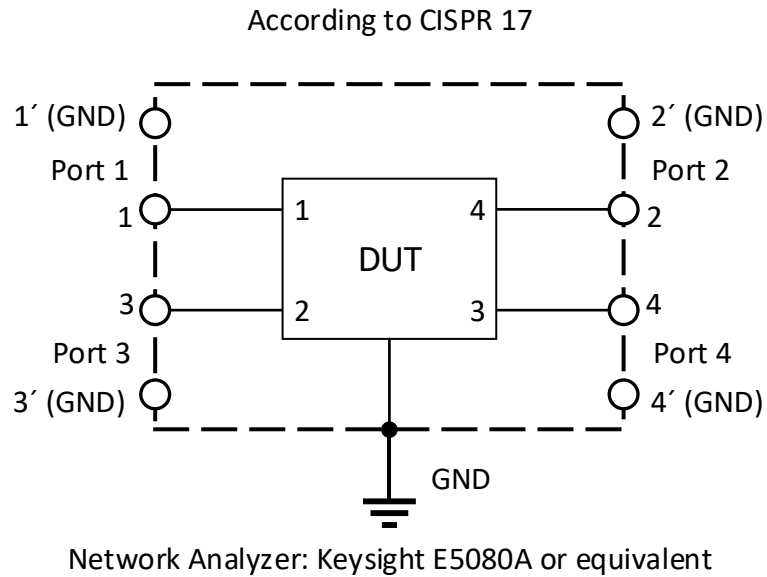 According to CISPR 17
1´ (GND)
2´ (GND)
Port 1
Port 2
1
1
4
2
DUT
3
2
3
4
Port 3
Port 4
3´ (GND)
4´ (GND)
GND
Network Analyzer: Keysight E5080A or equivalent